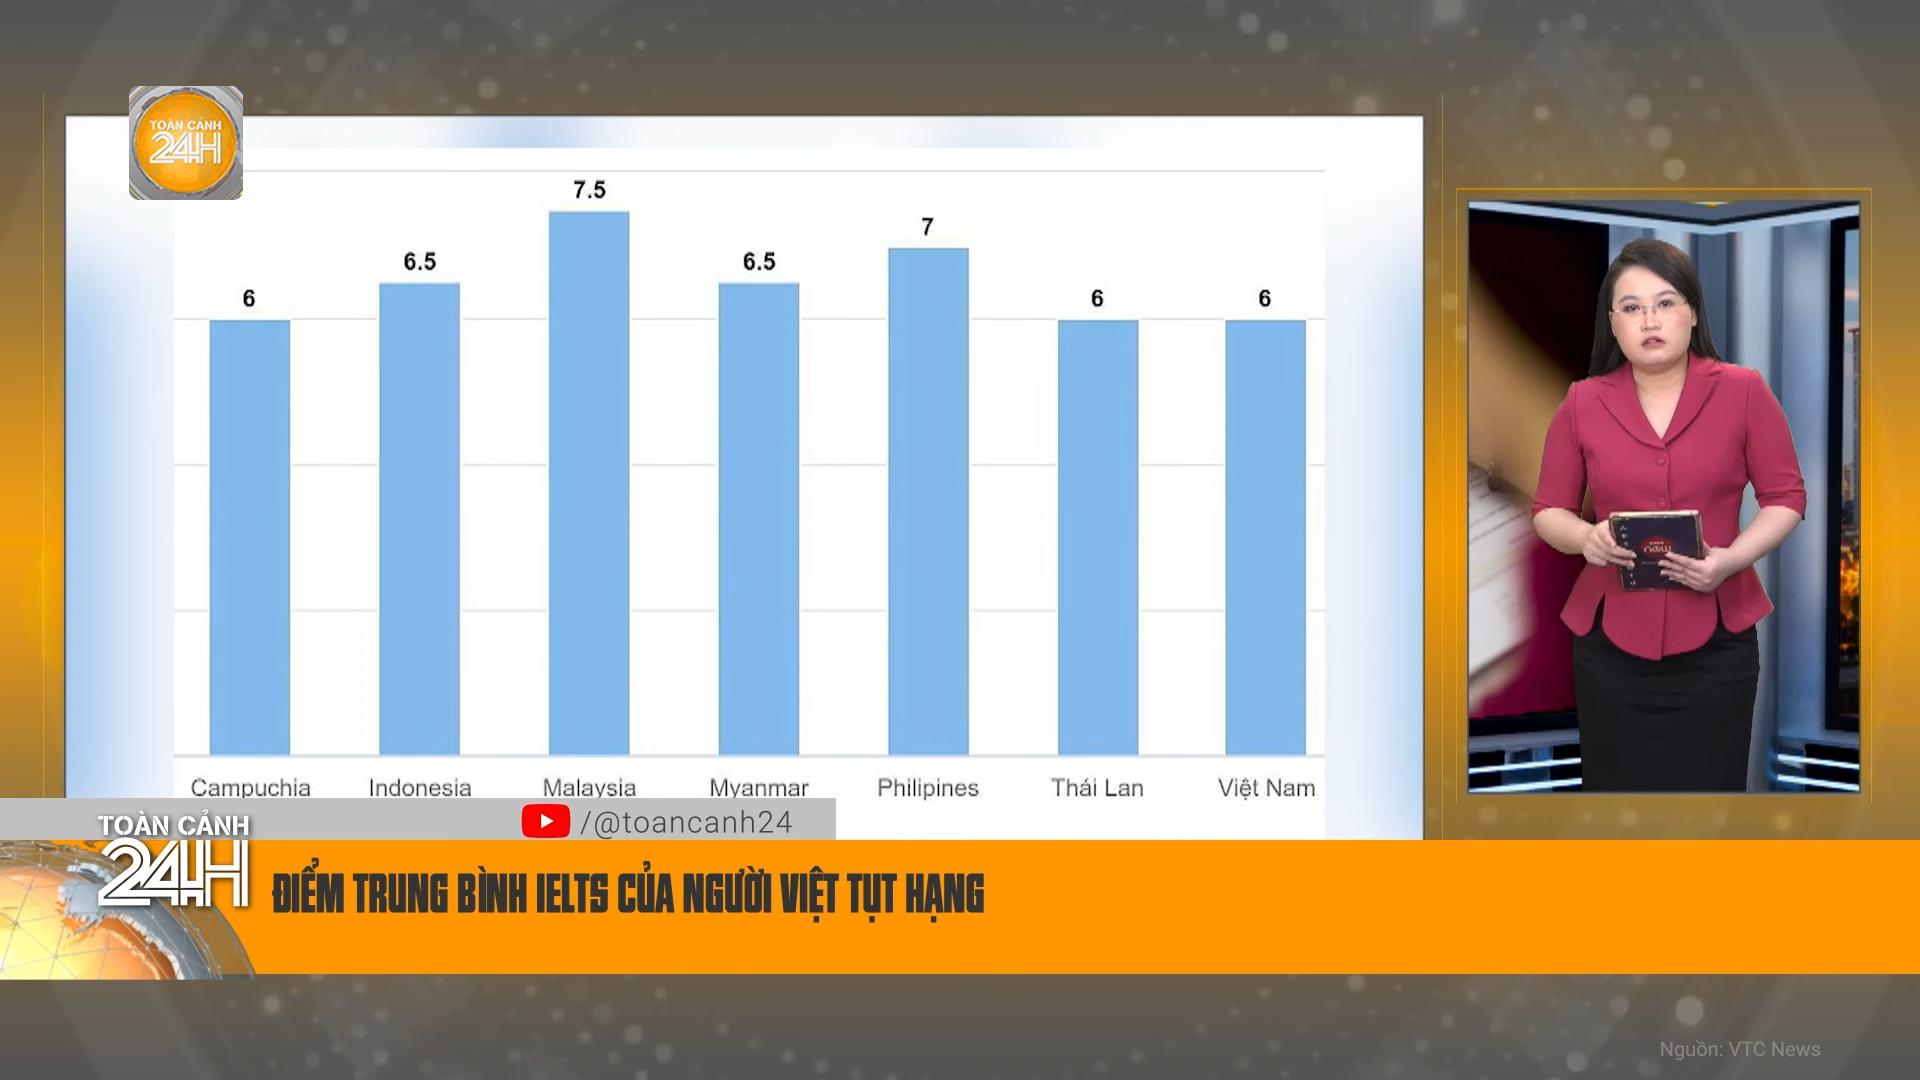 TOÀN CẢNH
24H
7.5
7
6.5
6.5
6
6
6
Campuchia
Indonesia
Malaysia
Myanmar
Philipines
Thái Lan
Việt Nam
now
/@toancanh24
TOÀN CẢNH
24H
ĐIỂM TRUNG BÌNH IELTS CỦA NGƯỜI VIỆT TỤT HẠNG
Nguồn: VTC News